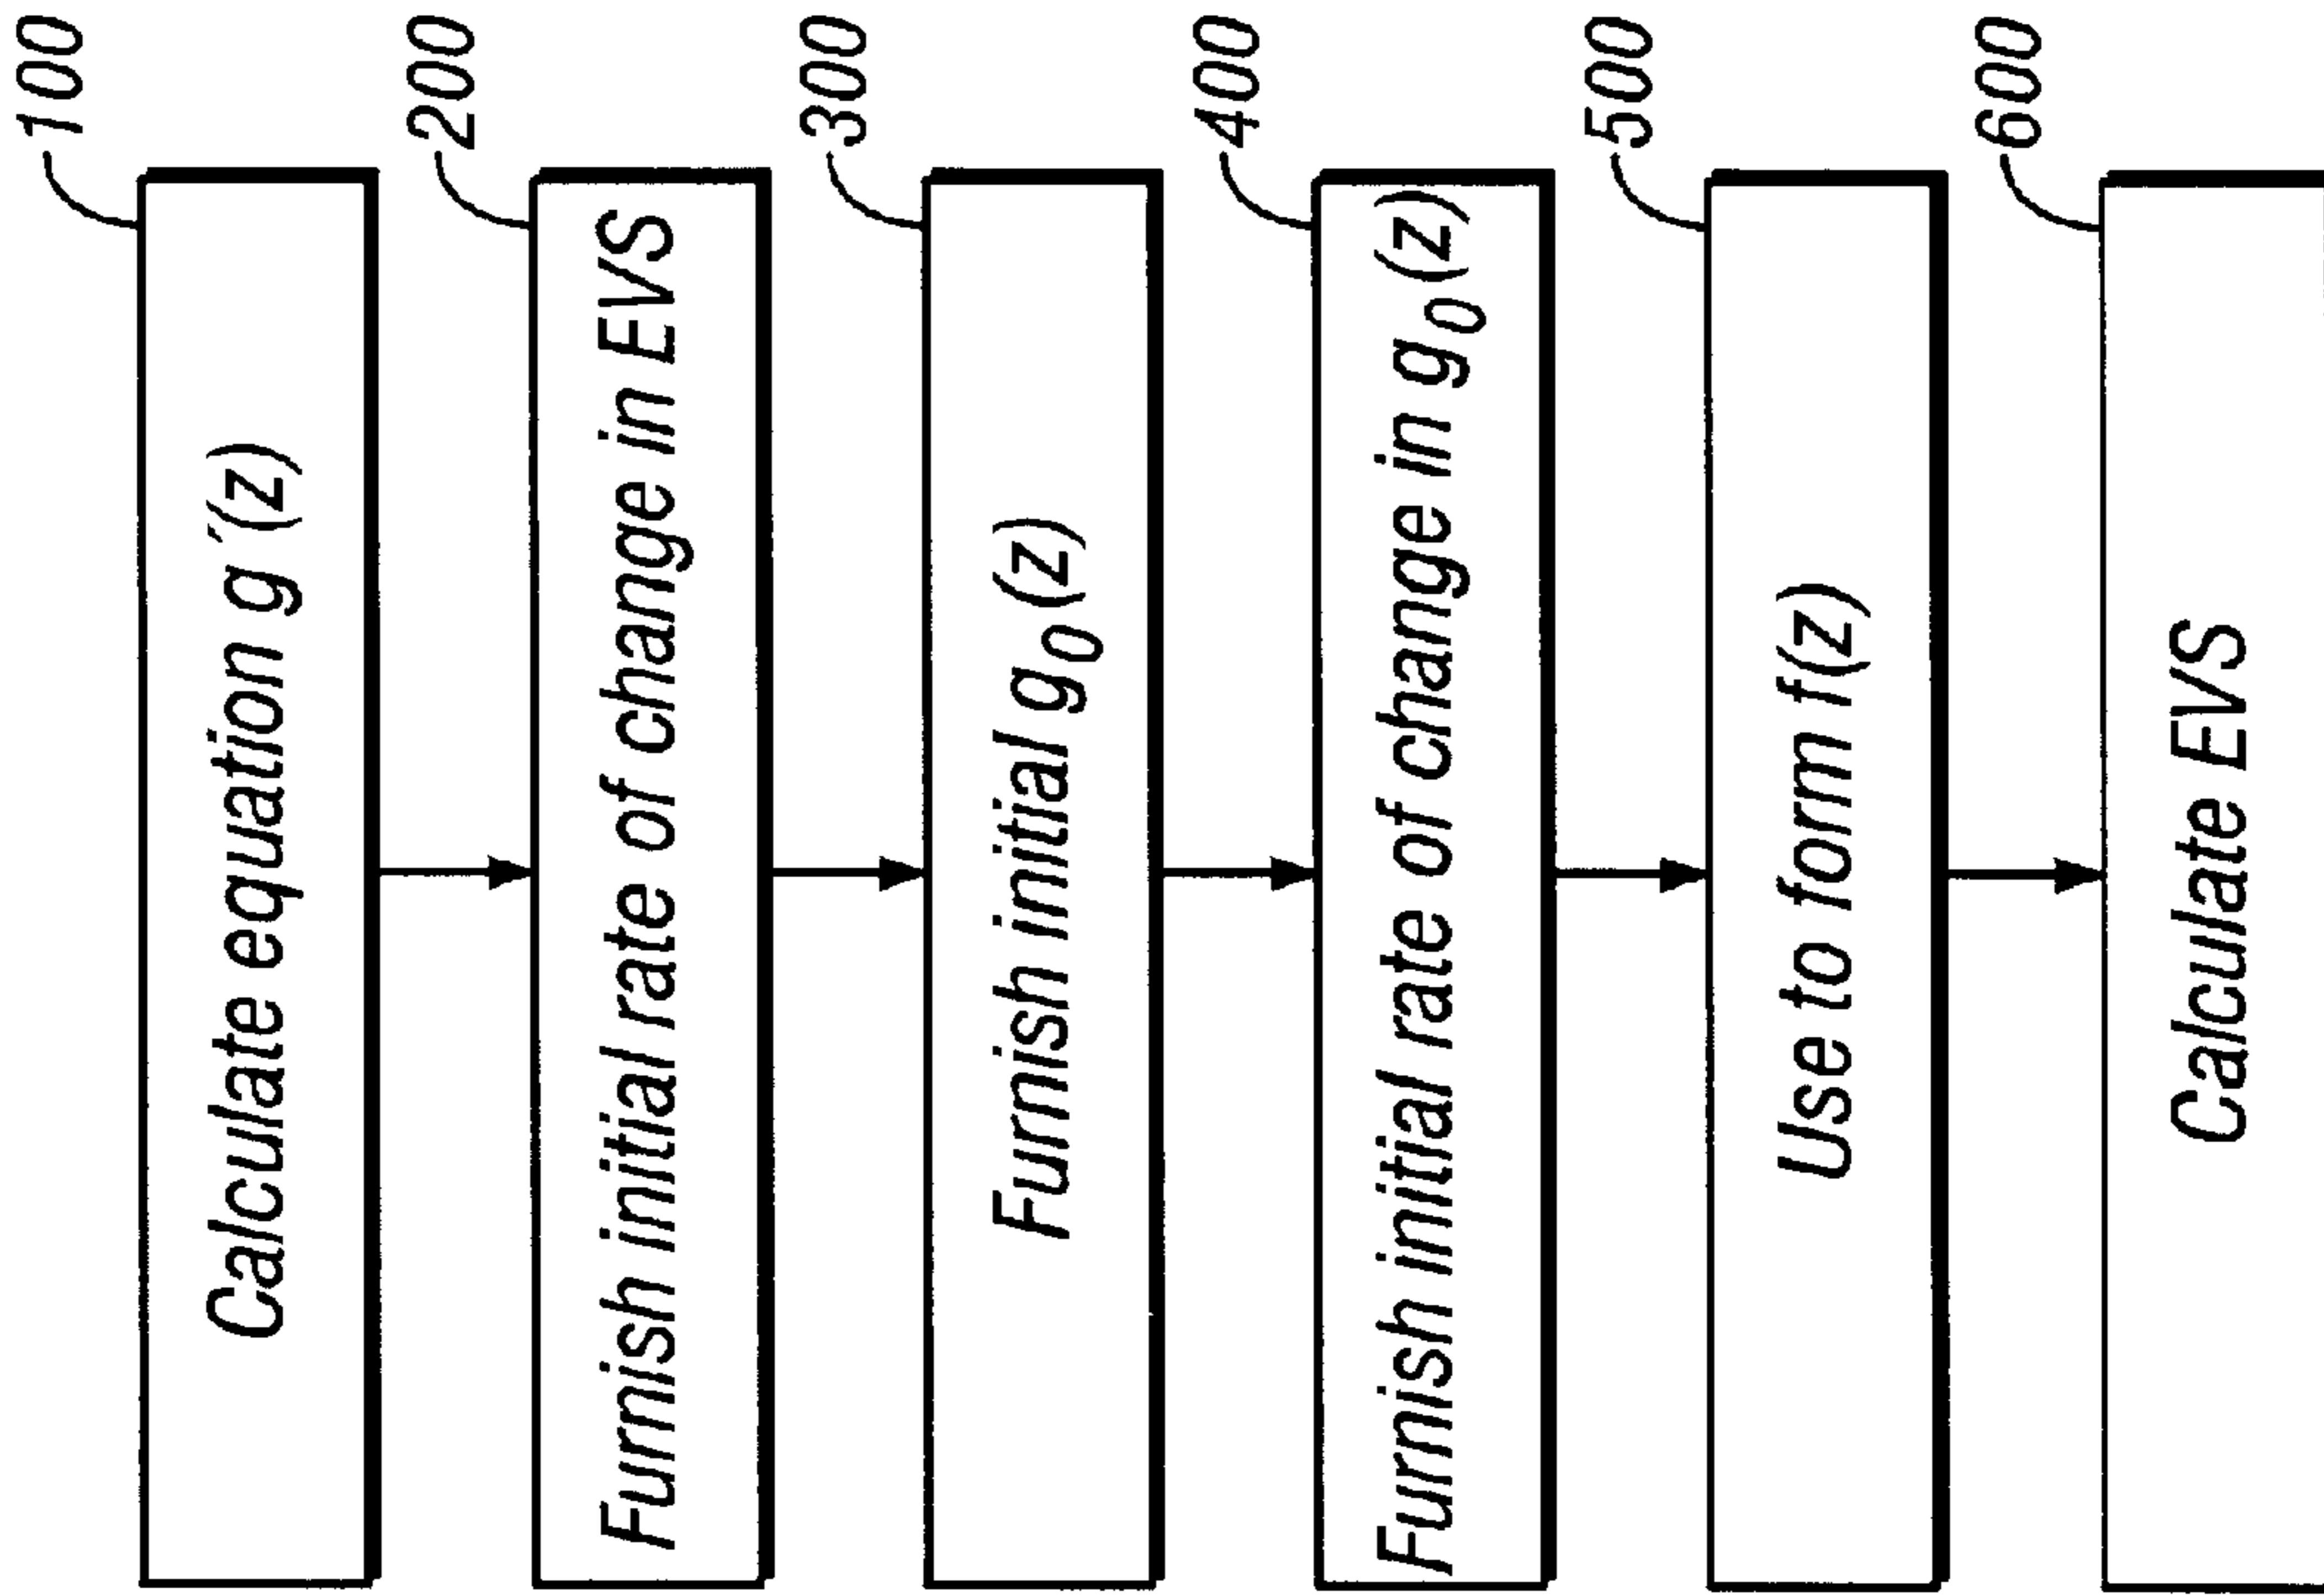 100
Calculate equation g´(z)
200
Furnish initial rate of change in EVS
300
Furnish initial g₀(z)
400
Furnish initial rate of change in g₀(z)
500
Use to form f(z)
600
Calculate EVS